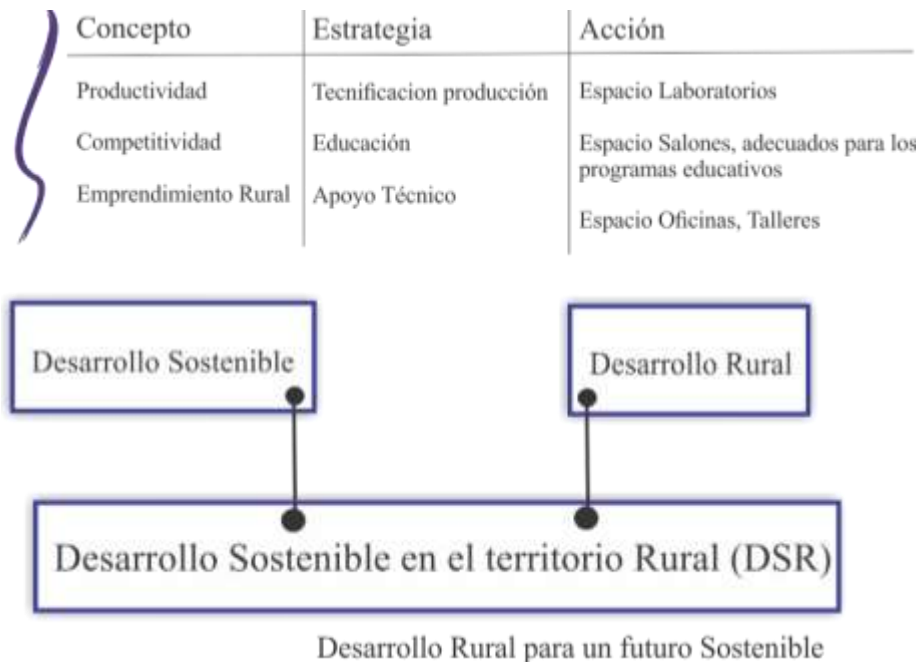 Concepto Estrategia Acción
Productividad Tecnificacion producción Espacio Laboratorios
Competitividad Educación Espacio Salones, adecuados para los
programas educativos
Emprendimiento Rural Apoyo Técnico
Espacio Oficinas, Talleres
Desarrollo Sostenible Desarrollo Rural
Desarrollo Sostenible en el territorio Rural (DSR)
Desarrollo Rural para un futuro Sostenible